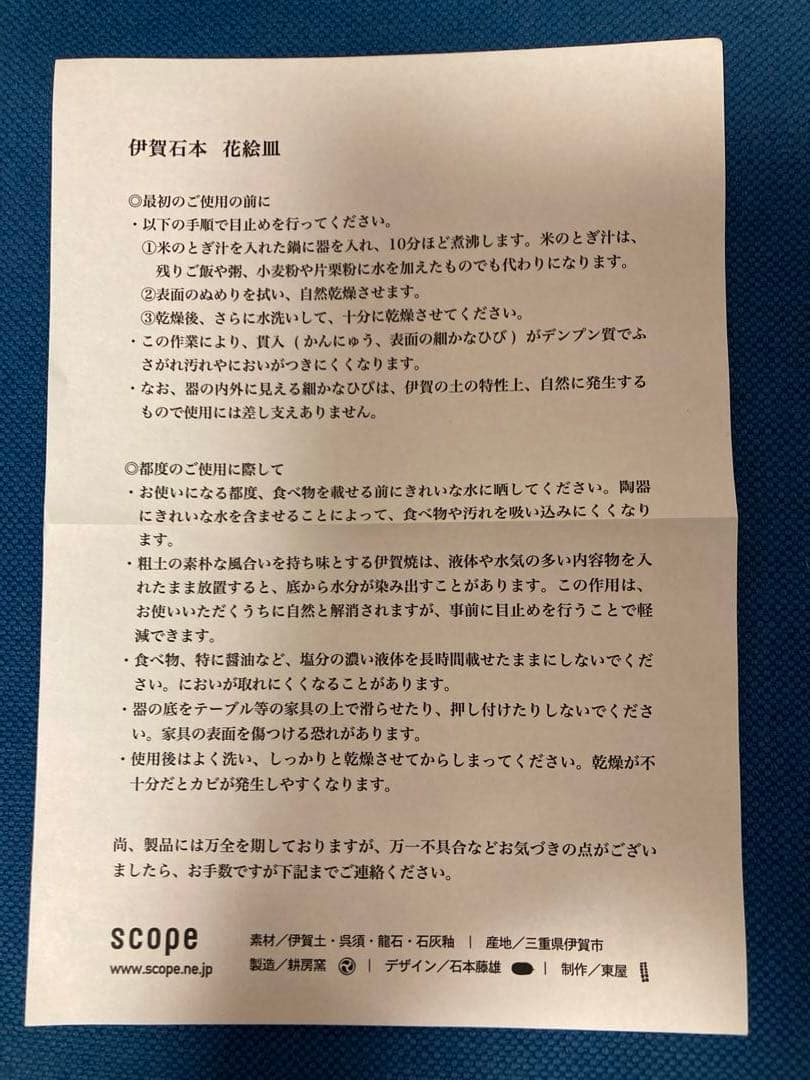 伊賀石本 花絵皿
◎最初のご使用の前に
・以下の手順で目止めを行ってください。
①米のとぎ汁を入れた鍋に器を入れ、10分ほど煮沸します。米のとぎ汁は、
残りご飯や粥、小麦粉や片栗粉に水を加えたものでも代わりになります。
②表面のぬめりを拭い、自然乾燥させます。
③乾燥後、さらに水洗いして、十分に乾燥させてください。
・この作業により、貫入(かんにゅう、表面の細かなひび)がデンプン質でふ
さがれ汚れやにおいがつきにくくなります。
・なお、器の内外に見える細かなひびは、伊賀の土の特性上、自然に発生する
もので使用には差し支えありません。
◎都度のご使用に際して
・お使いになる都度、食べ物を載せる前にきれいな水に晒してください。陶器
にきれいな水を含ませることによって、食べ物や汚れを吸い込みにくくなり
ます。
・粗土の素朴な風合いを持ち味とする伊賀焼は、液体や水気の多い内容物を入
れたまま放置すると、底から水分が染み出すことがあります。この作用は、
お使いいただくうちに自然と解消されますが、事前に目止めを行うことで軽
減できます。
・食べ物、特に醤油など、塩分の濃い液体を長時間載せたままにしないでくだ
さい。においが取れにくくなることがあります。
・器の底をテーブル等の家具の上で滑らせたり、押し付けたりしないでくださ
い。家具の表面を傷つける恐れがあります。
・使用後はよく洗い、しっかりと乾燥させてからしまってください。乾燥が不
十分だとカビが発生しやすくなります。
尚、製品には万全を期しておりますが、万一不具合などお気づきの点がござい
ましたら、お手数ですが下記までご連絡ください。
scope
www.scope.ne.jp
素材／伊賀土・呉須・龍石・石灰釉 | 産地／三重県伊賀市
製造／耕房窯 | デザイン／石本藤雄 | 制作／東屋